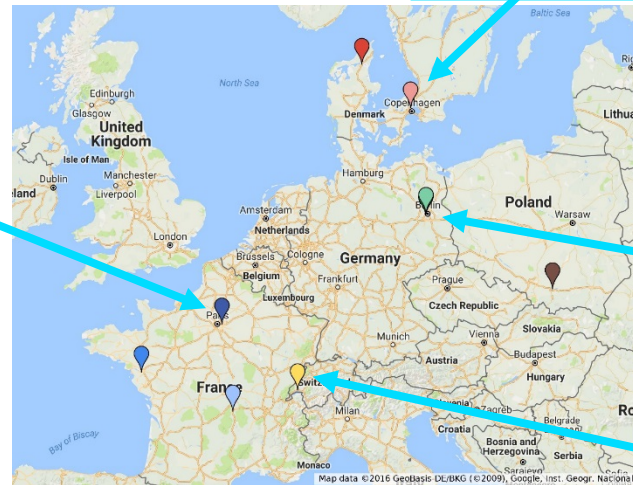 Baltic Sea
North Sea
Edinburgh
Glasgow
United
Kingdom
Isle of Man
Dublin
Manchester
Liverpool
London
Denmark
Copenhagen
Hamburg
Amsterdam
Netherlands
Berlin
Poland
Warsaw
Brussels
Belgium
Cologne
Germany
Frankfurt
Luxembourg
Prague
Czech Republic
Paris
Munich
Vienna
Slovakia
Austria
Budapest
Hungary
France
Milan
Zagreb
Croatia
Belgrade
Bosnia and
Herzegovina
Serbia
Sarajevo
Bay of Biscay
Monaco
Map data ©2016 GeoBasis-DE/BKG (©2009), Google, Inst. Geogr. Nacional